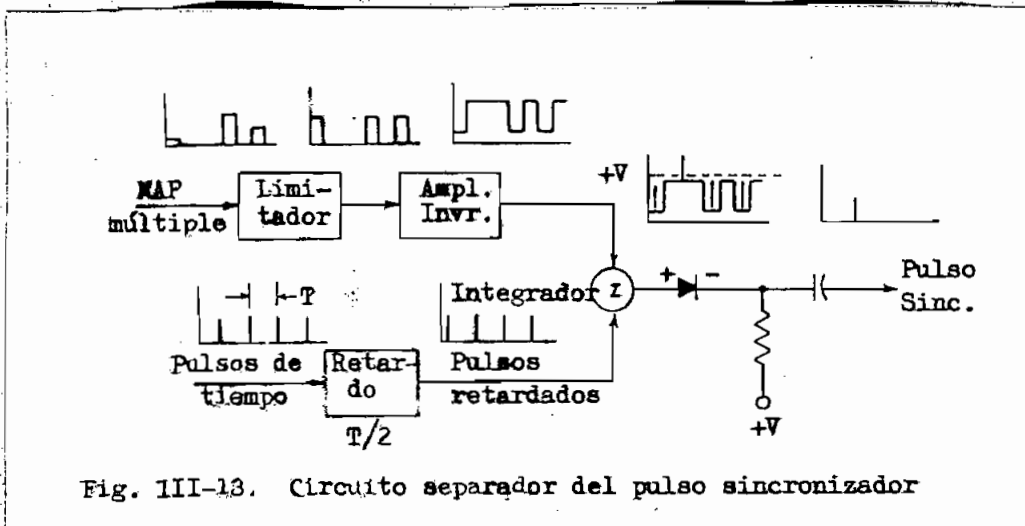 MAP
múltiple
Limi-
tador
Ampl.
Invr.
+V
T
Pulsos de
tiempo
Retar-
do
T/2
Integrador
Σ
Pulsos
retardados
+ -
+V
Pulso
Sinc.
Fig. III-13. Circuito separador del pulso sincronizador